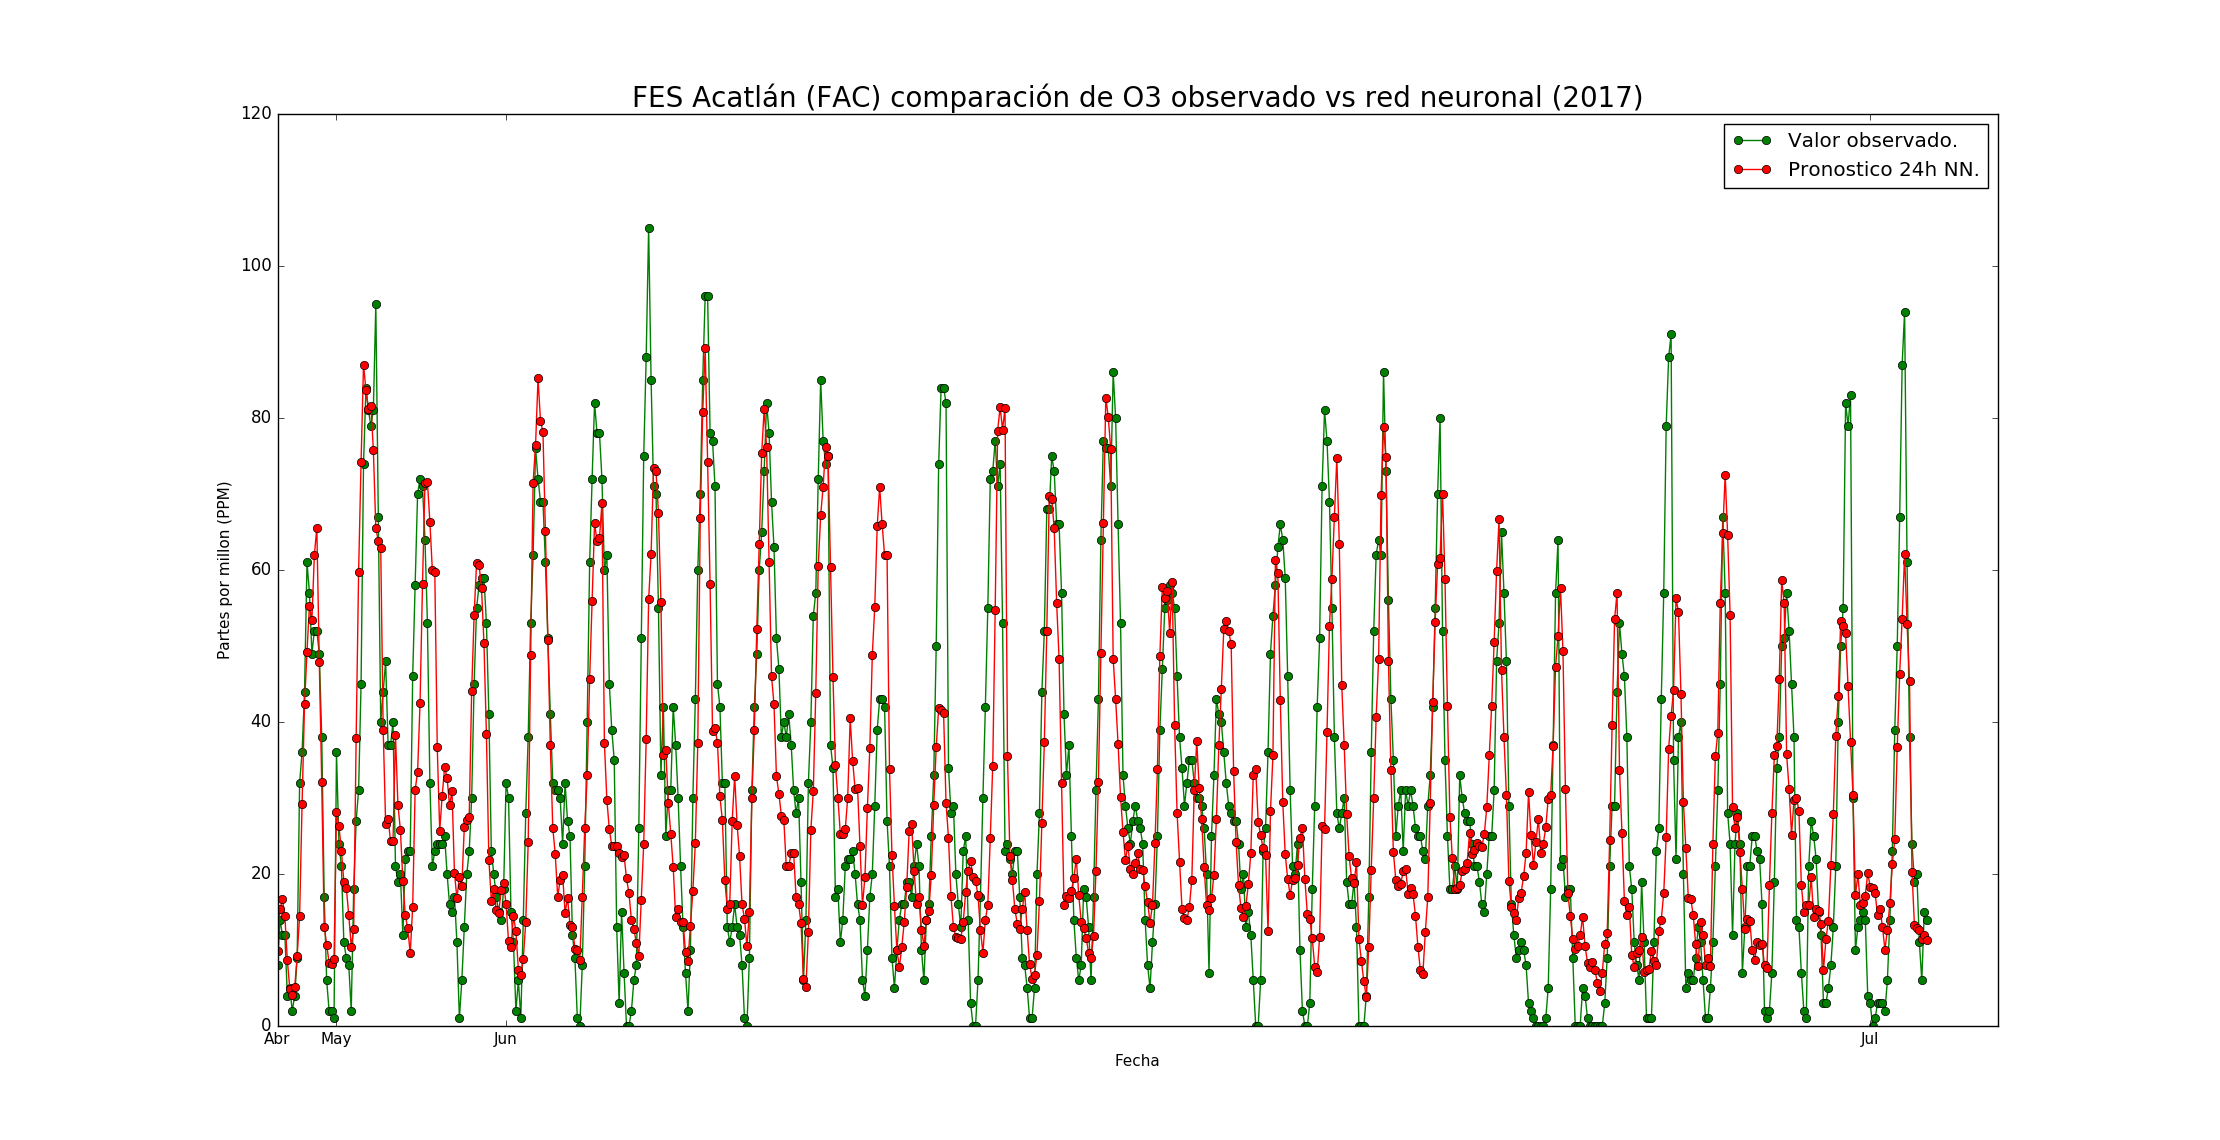 FES Acatlán (FAC) comparación de O3 observado vs red neuronal (2017)
120
100
80
60
40
20
0
Partes por millon (PPM)
Valor observado.
Pronostico 24h NN.
Abr May Jun Jul
Fecha